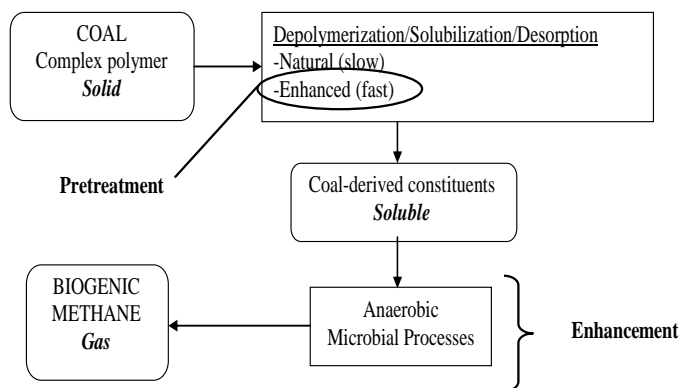 COAL
Complex polymer
Solid
Depolymerization/Solubilization/Desorption
-Natural (slow)
-Enhanced (fast)
Pretreatment
Coal-derived constituents
Soluble
BIOGENIC
METHANE
Gas
Anaerobic
Microbial Processes
Enhancement